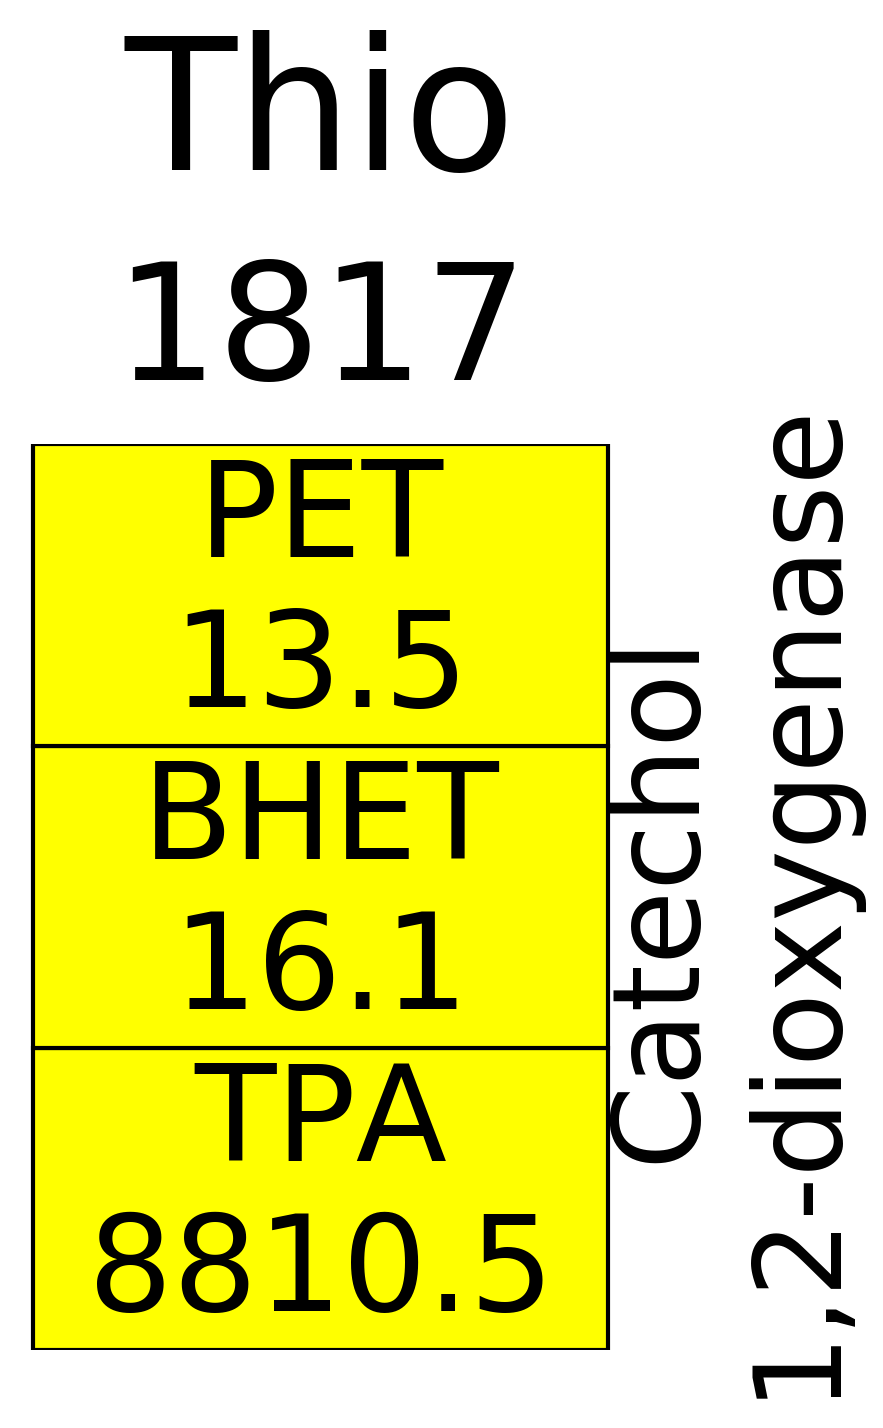 Thio
1817
PET
13.5
BHET
16.1
TPA
8810.5
Catechol
1,2-dioxygenase